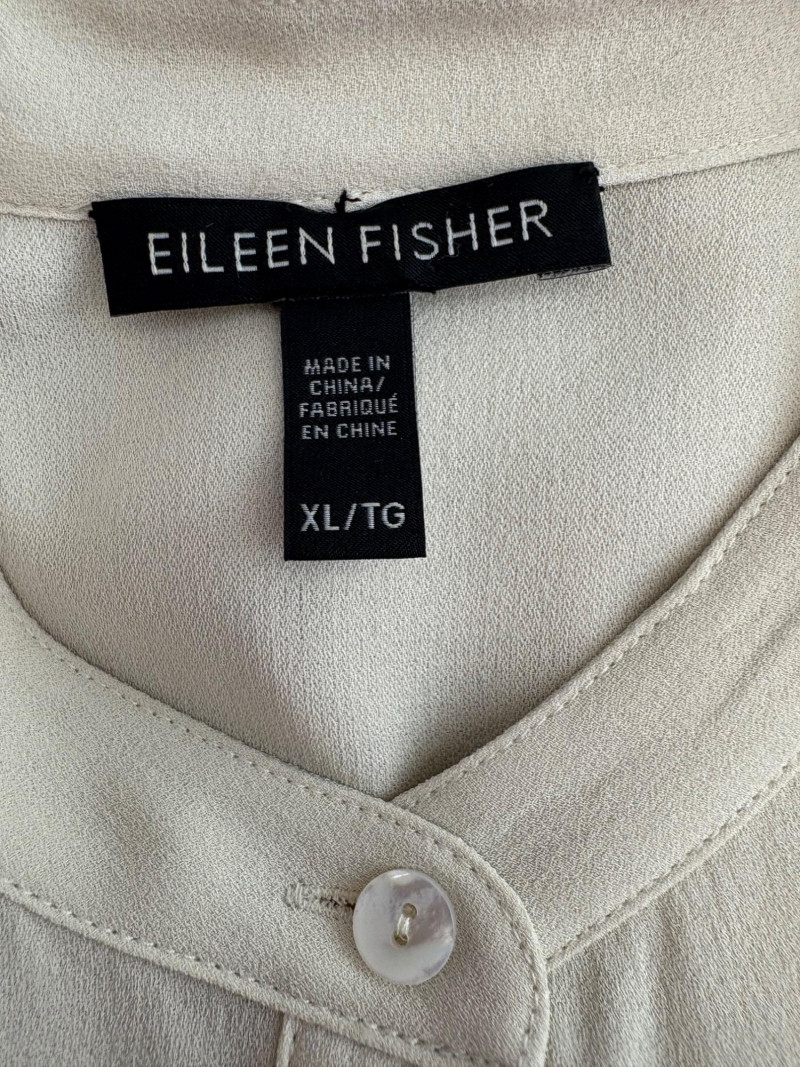 EILEEN FISHER
MADE IN
CHINA/
FABRIQUÉ
EN CHINE
XL/TG